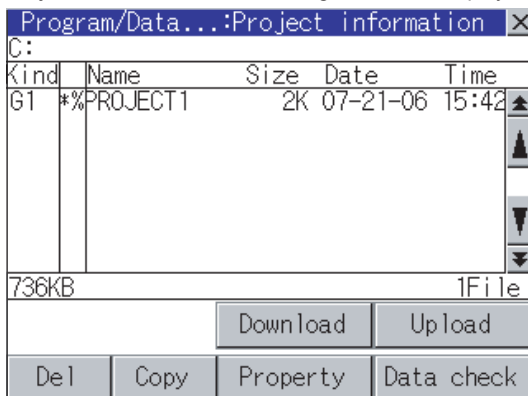 Program/Data...:Project information
C:
Kind Name Size Date Time
G1 *%PROJECT1 2K 07-21-06 15:42
736KB 1File
Download Upload
Del Copy Property Data check